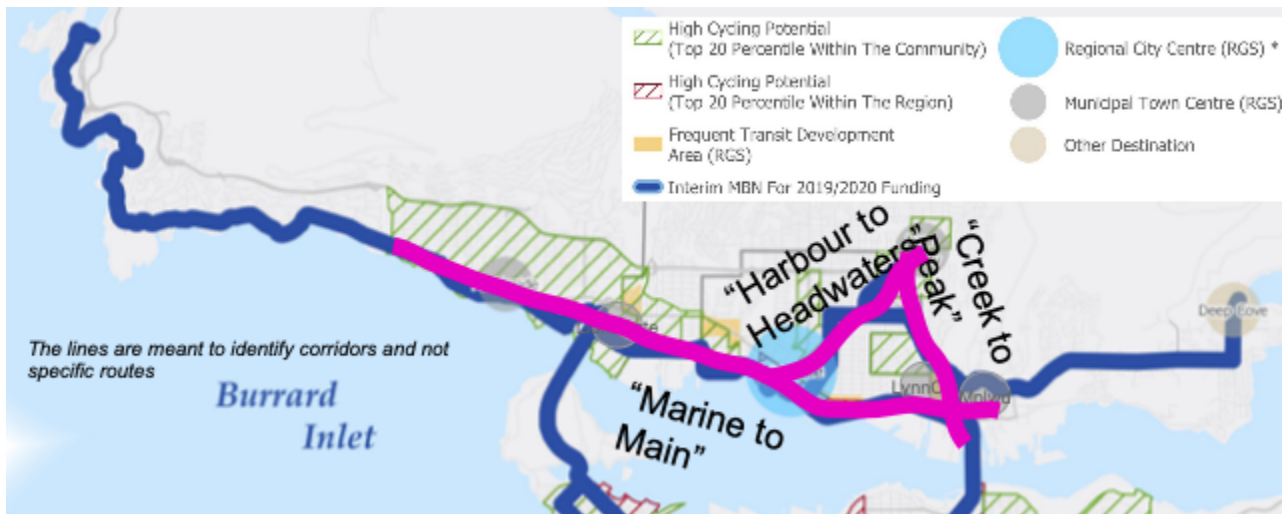 High Cycling Potential
(Top 20 Percentile Within The Community)
High Cycling Potential
(Top 20 Percentile Within The Region)
Frequent Transit Development
Area (RGS)
Interim MBN For 2019/2020 Funding
Regional City Centre (RGS) *
Municipal Town Centre (RGS)
Other Destination
“Harbour to
Headwaters”
“Creek to
Peak”
Deep Cove
The lines are meant to identify corridors and not
specific routes
Burrard
Inlet
“Marine to
Main”